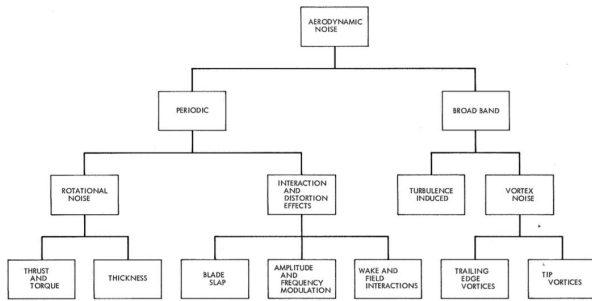 AERODYNAMIC
NOISE
PERIODIC
BROAD BAND
ROTATIONAL
NOISE
INTERACTION
AND
DISTORTION
EFFECTS
TURBULENCE
INDUCED
VORTEX
NOISE
THRUST
AND
TORQUE
THICKNESS
BLADE
SLAP
AMPLITUDE
AND
FREQUENCY
MODULATION
WAKE AND
FIELD
INTERACTIONS
TRAILING
EDGE
VORTICES
TIP
VORTICES